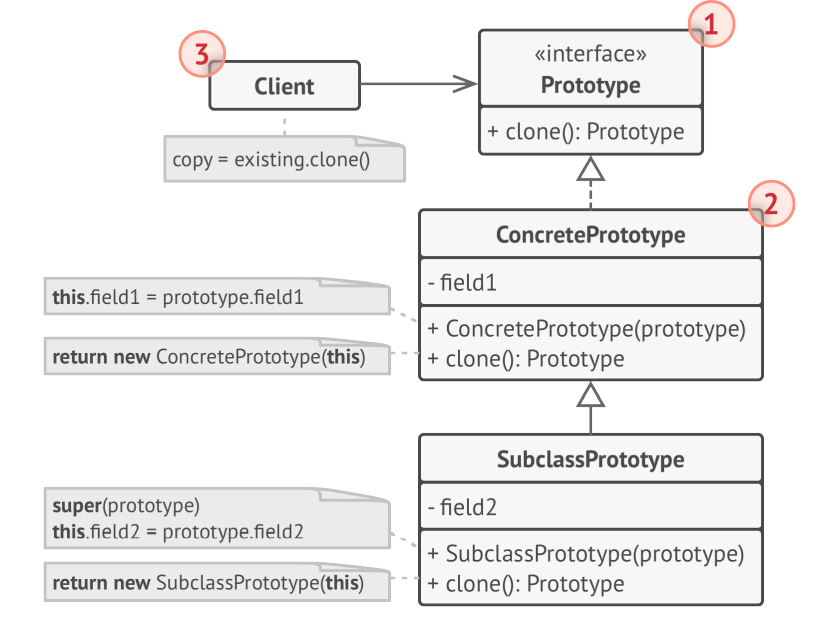 1
«interface»
Prototype
+ clone(): Prototype
3
Client
copy = existing.clone()
2
ConcretePrototype
- field1
+ ConcretePrototype(prototype)
+ clone(): Prototype
this.field1 = prototype.field1
return new ConcretePrototype(this)
SubclassPrototype
- field2
+ SubclassPrototype(prototype)
+ clone(): Prototype
super(prototype)
this.field2 = prototype.field2
return new SubclassPrototype(this)